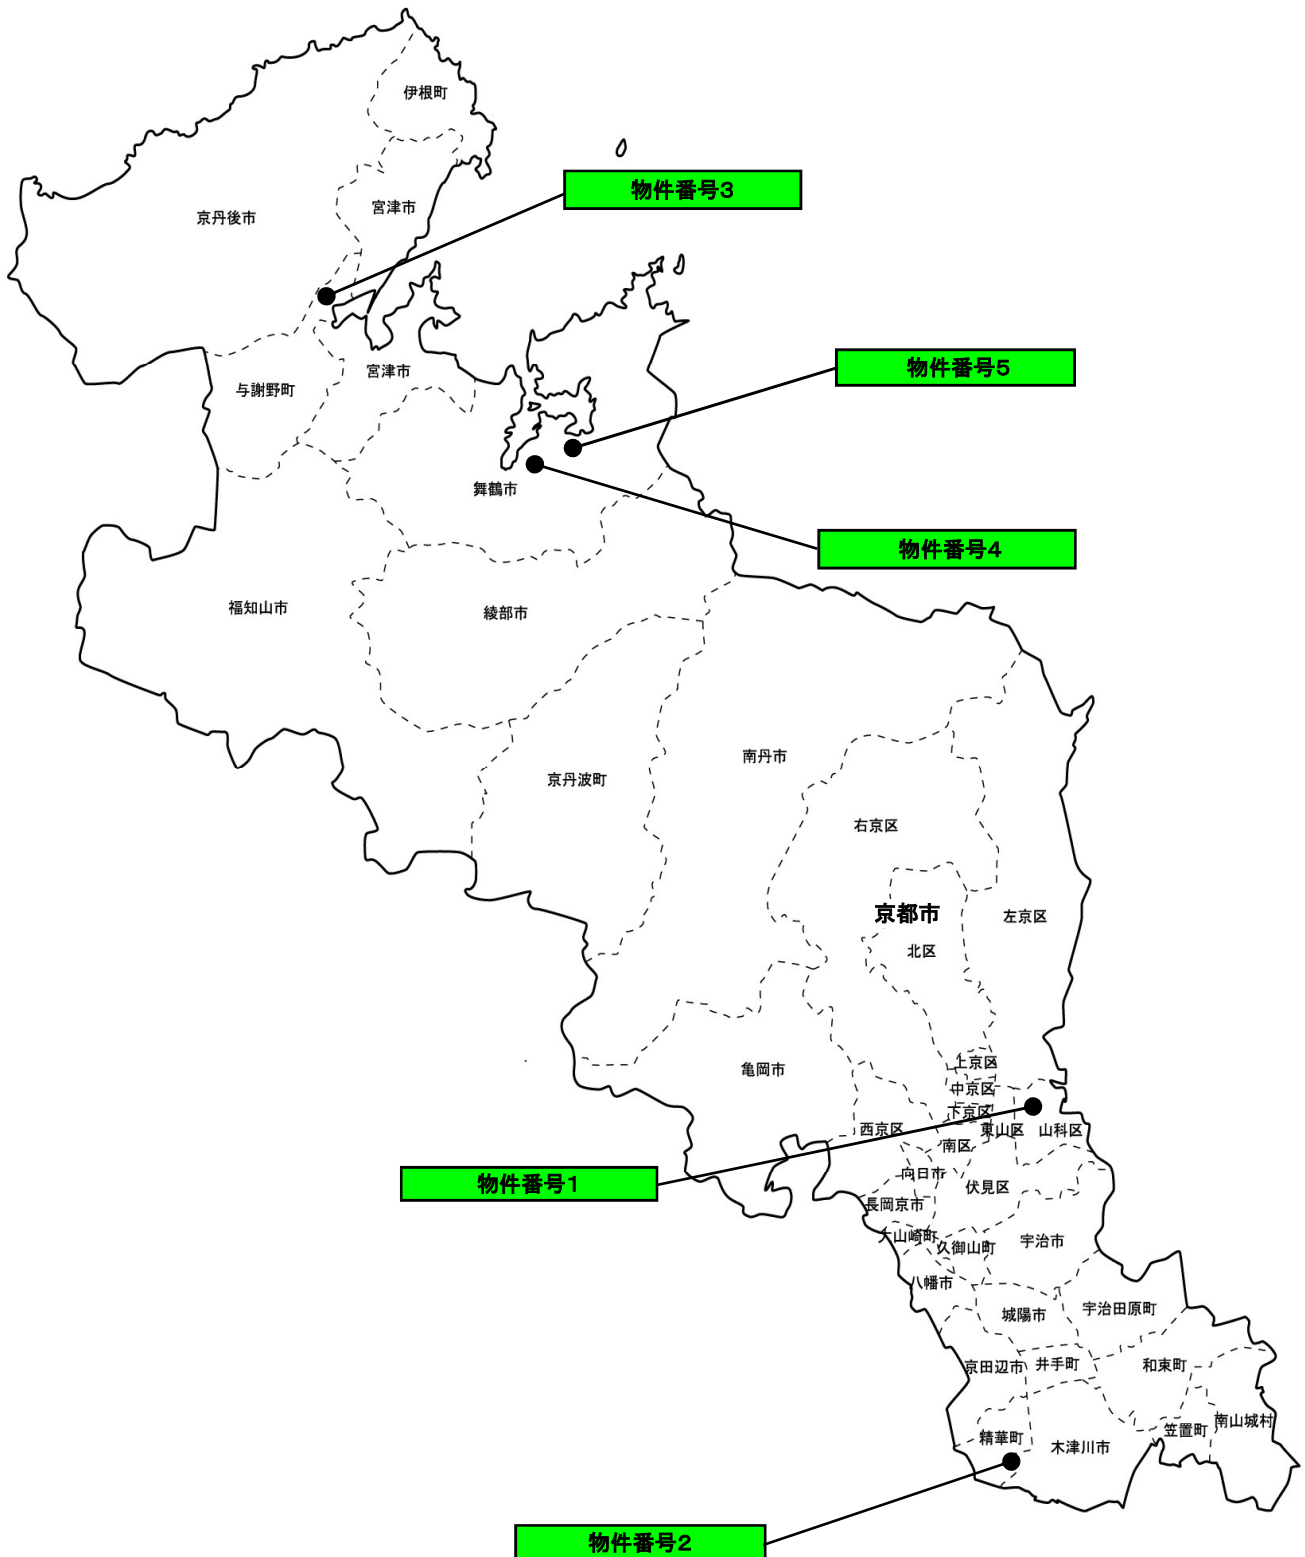 伊根町
物件番号3
宮津市
京丹後市
物件番号5
宮津市
与謝野町
舞鶴市
物件番号4
福知山市
綾部市
南丹市
京丹波町
右京区
京都市
左京区
北区
上京区
亀岡市
中京区
下京区
西京区
東山区
山科区
南区
向日市
物件番号1
伏見区
長岡京市
大山崎町
久御山町
宇治市
八幡市
城陽市
宇治田原町
京田辺市
井手町
和束町
南山城村
笠置町
精華町
木津川市
物件番号2